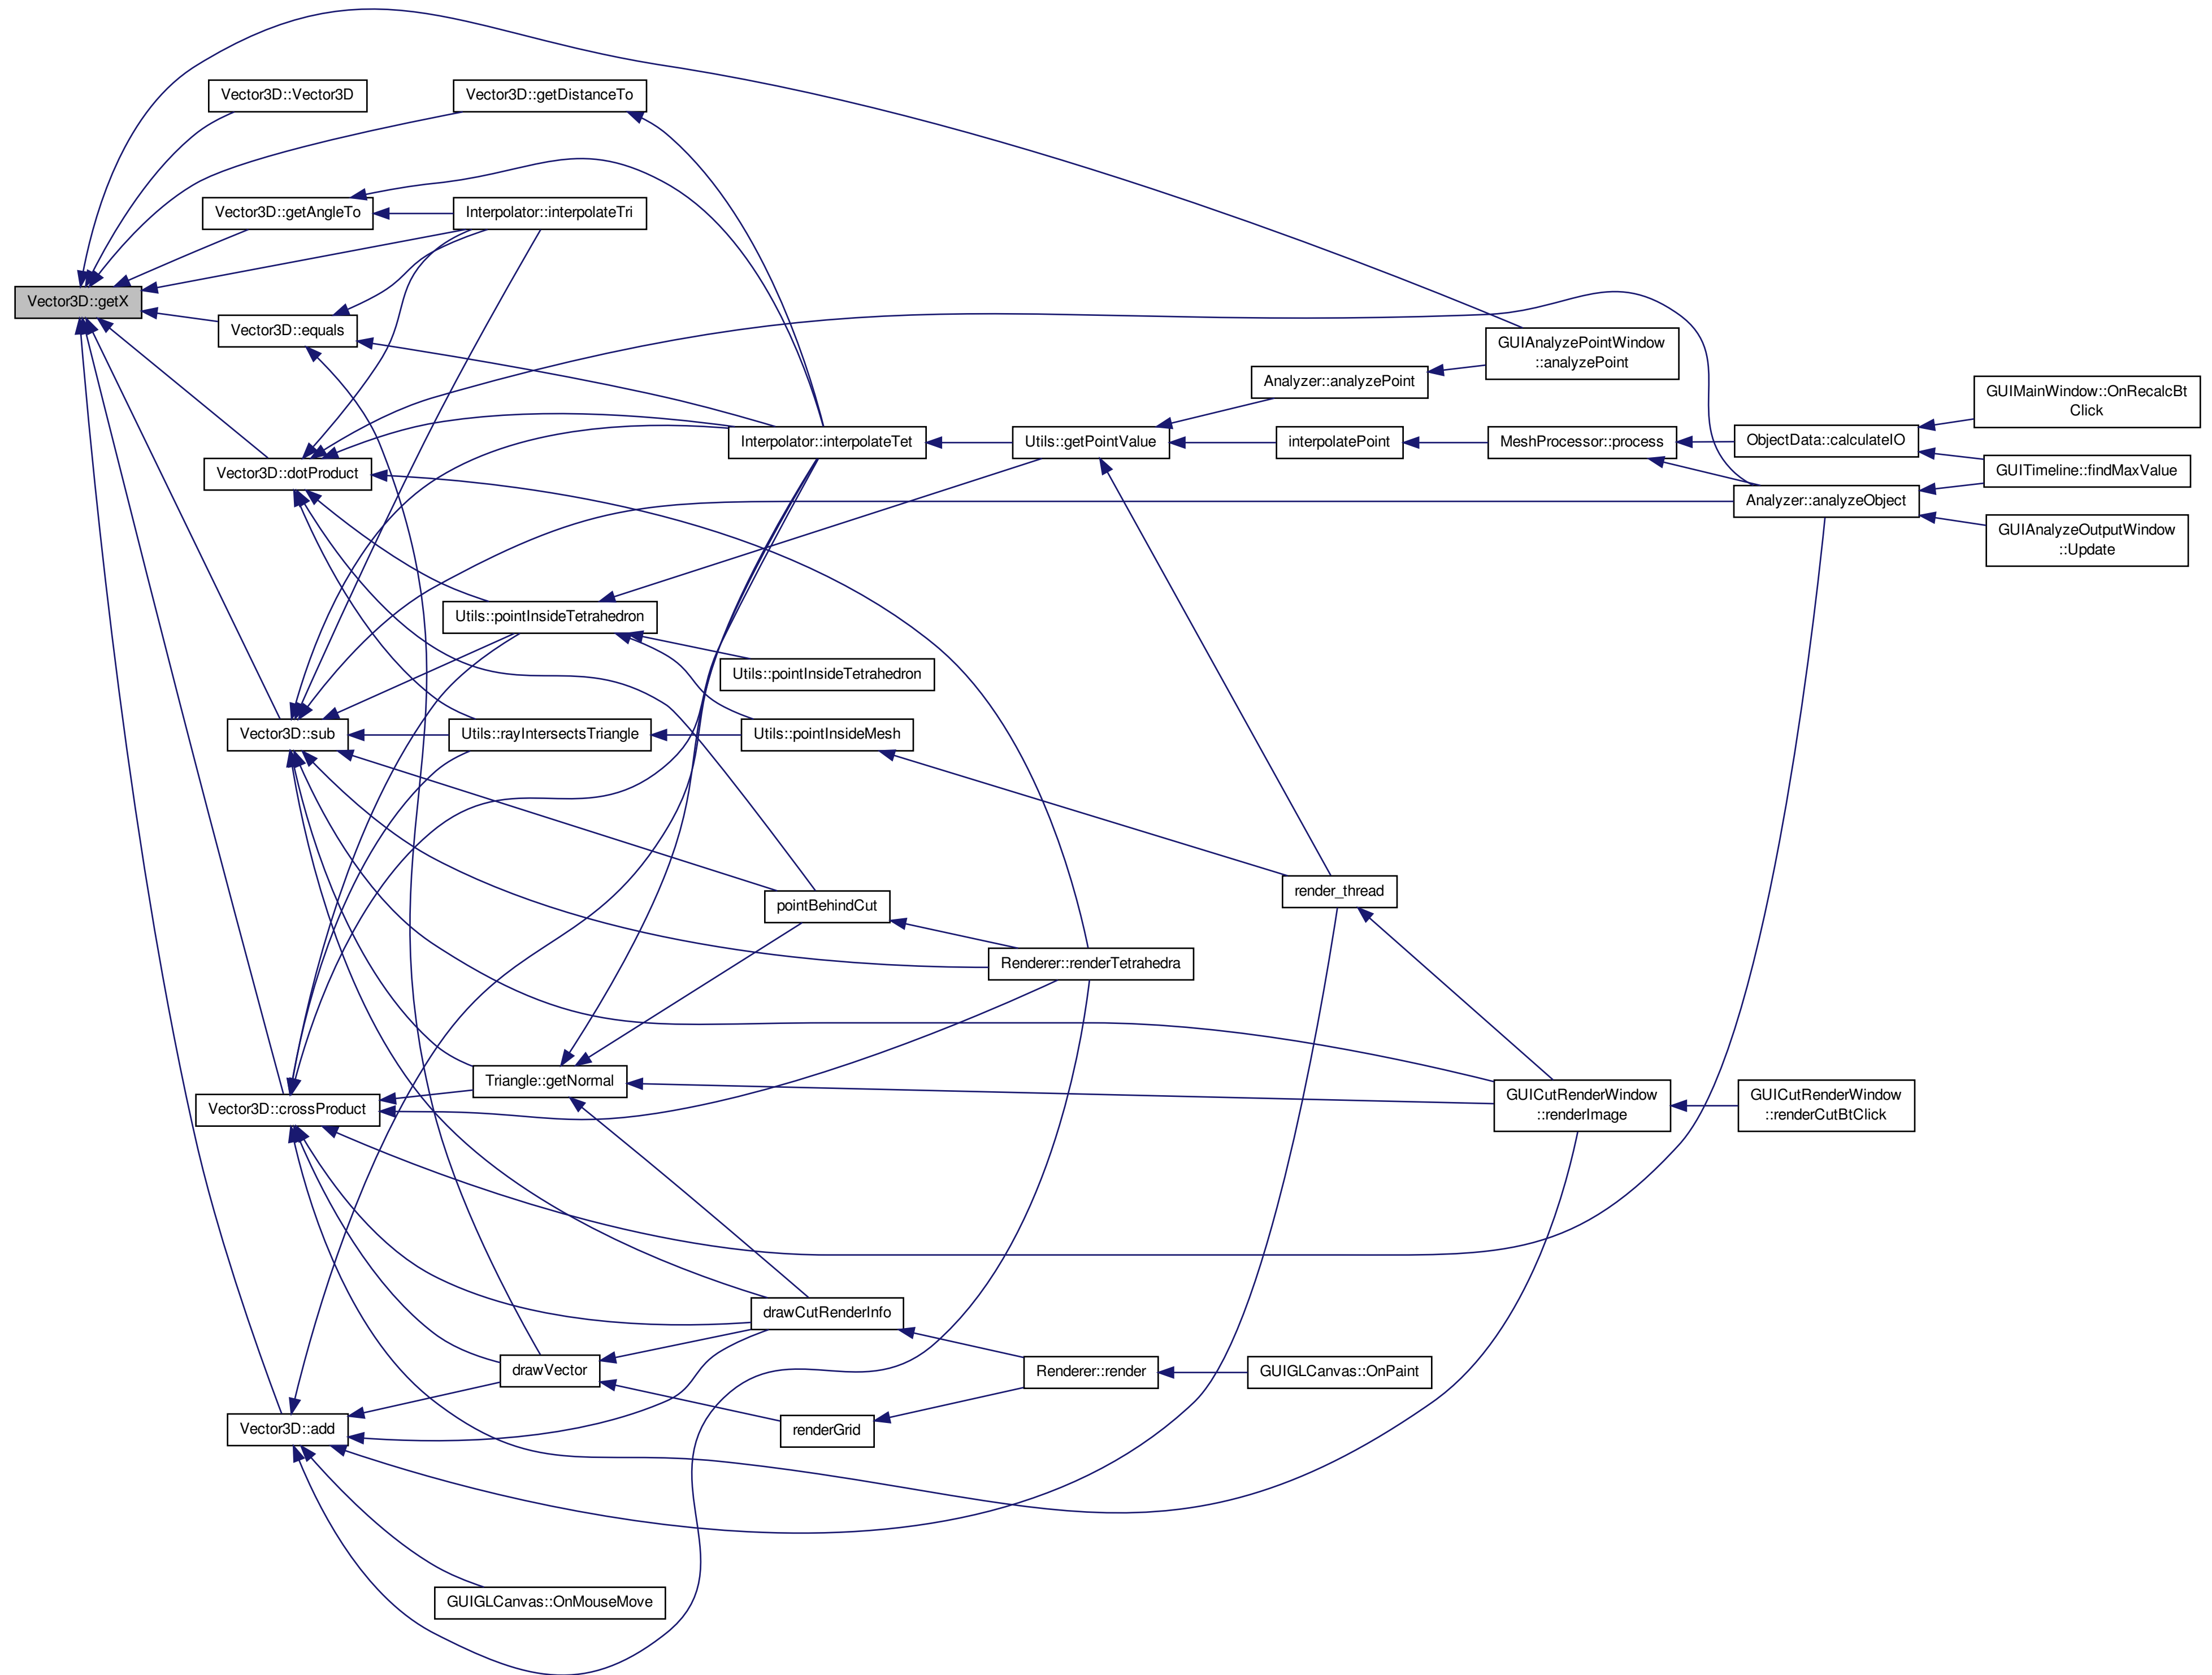 Vector3D::Vector3D
Vector3D::getDistanceTo
Vector3D::getAngleTo
Interpolator::interpolateTri
Vector3D::getX
Vector3D::equals
GUIAnalyzePointWindow
::analyzePoint
Analyzer::analyzePoint
GUIMainWindow::OnRecalcBt
Click
Interpolator::interpolateTet
Utils::getPointValue
interpolatePoint
MeshProcessor::process
ObjectData::calculateIO
Vector3D::dotProduct
GUITimeline::findMaxValue
Analyzer::analyzeObject
GUIAnalyzeOutputWindow
::Update
Utils::pointInsideTetrahedron
Utils::pointInsideTetrahedron
Vector3D::sub
Utils::rayIntersectsTriangle
Utils::pointInsideMesh
pointBehindCut
render_thread
Renderer::renderTetrahedra
Triangle::getNormal
Vector3D::crossProduct
GUICutRenderWindow
::renderImage
GUICutRenderWindow
::renderCutBtClick
drawCutRenderInfo
drawVector
Renderer::render
GUIGLCanvas::OnPaint
Vector3D::add
renderGrid
GUIGLCanvas::OnMouseMove